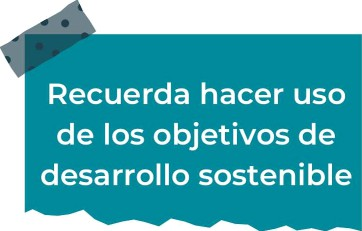 Recuerda hacer uso
de los objetivos de
desarrollo sostenible